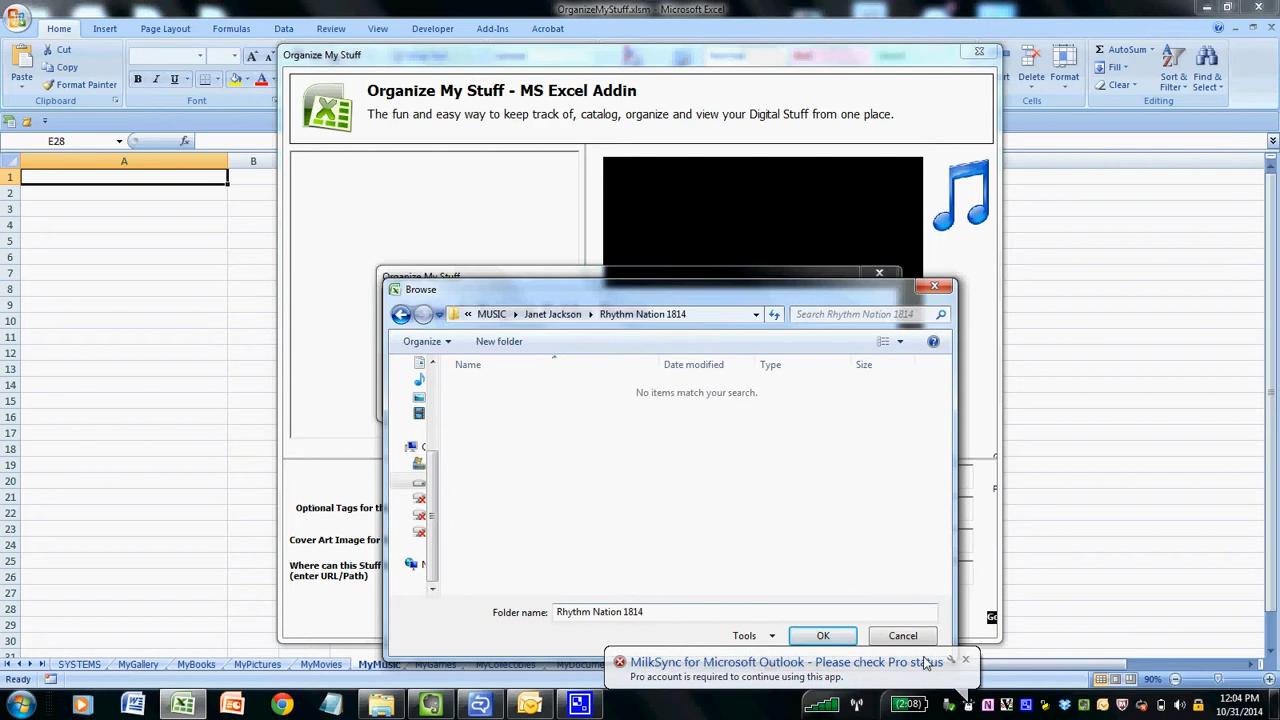 OrganizeMyStuff.xlsm - Microsoft Excel
Home Insert Page Layout Formulas Data Review View Developer Add-Ins Acrobat
Paste
Cut
Copy
Format Painter
Clipboard
Font
Delete
Format
Cells
AutoSum
Fill
Clear
Sort &
Filter
Find &
Select
Editing
E28
A
B
1
2
3
4
5
6
7
8
9
10
11
12
13
14
15
16
17
18
19
20
21
22
23
24
25
26
27
28
29
30
Organize My Stuff
Organize My Stuff - MS Excel Addin
The fun and easy way to keep track of, catalog, organize and view your Digital Stuff from one place.
Organize My Stuff
Optional Tags for th
Cover Art Image for
Where can this Stuff
(enter URL/Path)
Browse
MUSIC Janet Jackson Rhythm Nation 1814
Search Rhythm Nation 1814
Organize New folder
Name Date modified Type Size
No items match your search.
Folder name: Rhythm Nation 1814
Tools OK Cancel
MilkSync for Microsoft Outlook - Please check Pro status
Pro account is required to continue using this app.
SYSTEMS MyGallery MyBooks MyPictures MyMovies MyMusic MyGames MyCollection MyDocume
Ready
90%
(2:08)
12:04 PM
10/31/2014